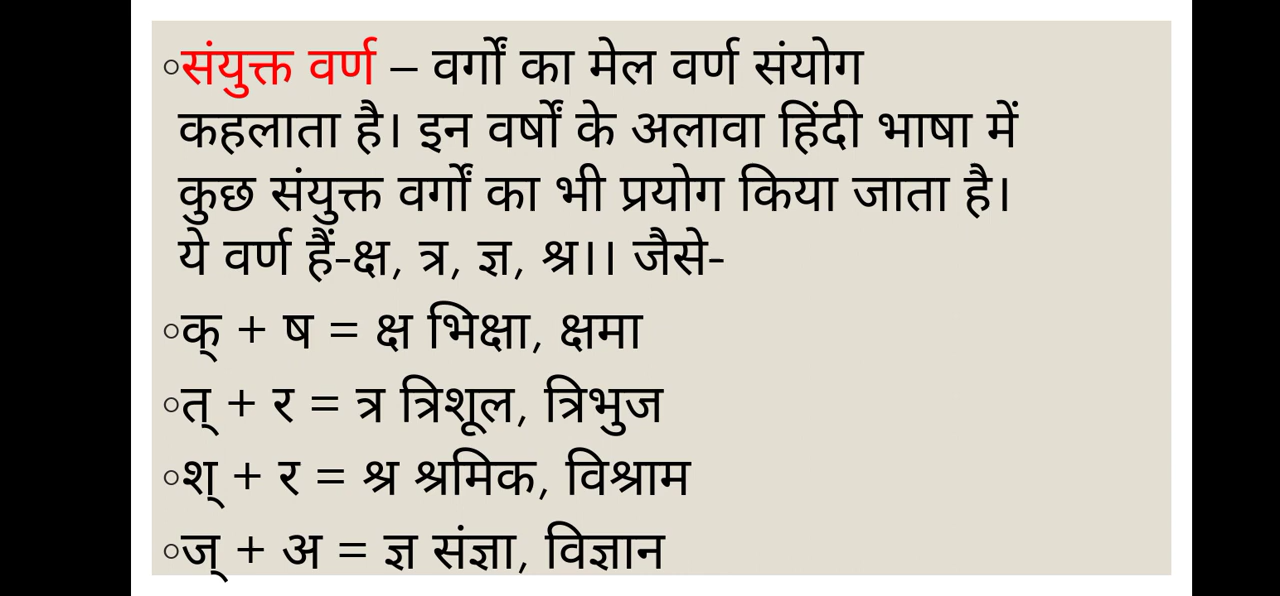 ◦संयुक्त वर्ण – वर्गों का मेल वर्ण संयोग
कहलाता है। इन वर्षों के अलावा हिंदी भाषा में
कुछ संयुक्त वर्गों का भी प्रयोग किया जाता है।
ये वर्ण हैं-क्ष, त्र, ज्ञ, श्र।। जैसे-
◦क् + ष = क्ष भिक्षा, क्षमा
◦त् + र = त्र त्रिशूल, त्रिभुज
◦श् + र = श्र श्रमिक, विश्राम
◦ज् + अ = ज्ञ संज्ञा, विज्ञान